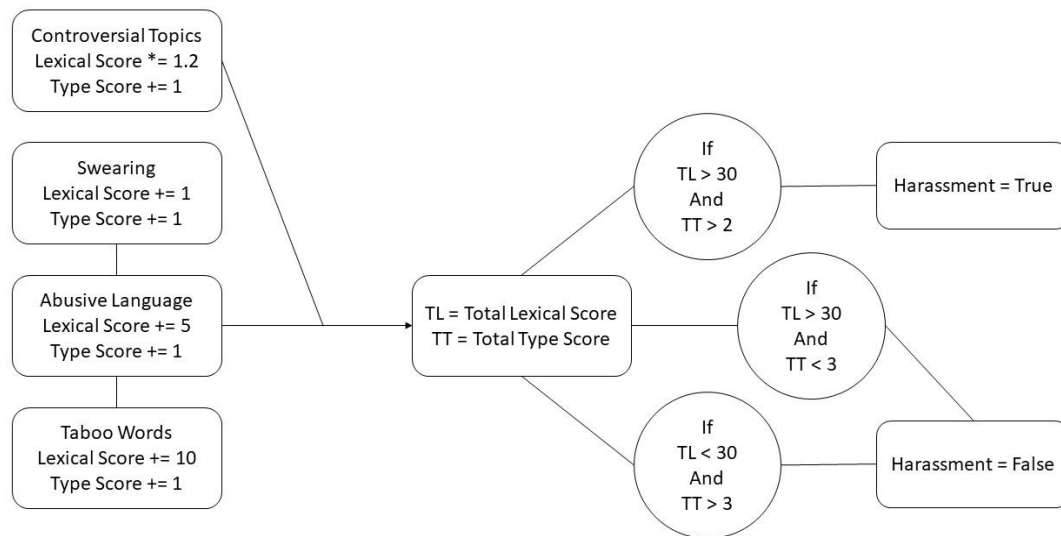 Controversial Topics
Lexical Score *= 1.2
Type Score += 1
Swearing
Lexical Score += 1
Type Score += 1
Abusive Language
Lexical Score += 5
Type Score += 1
Taboo Words
Lexical Score += 10
Type Score += 1
TL = Total Lexical Score
TT = Total Type Score
If
TL > 30
And
TT > 2
Harassment = True
If
TL > 30
And
TT < 3
If
TL < 30
And
TT > 3
Harassment = False